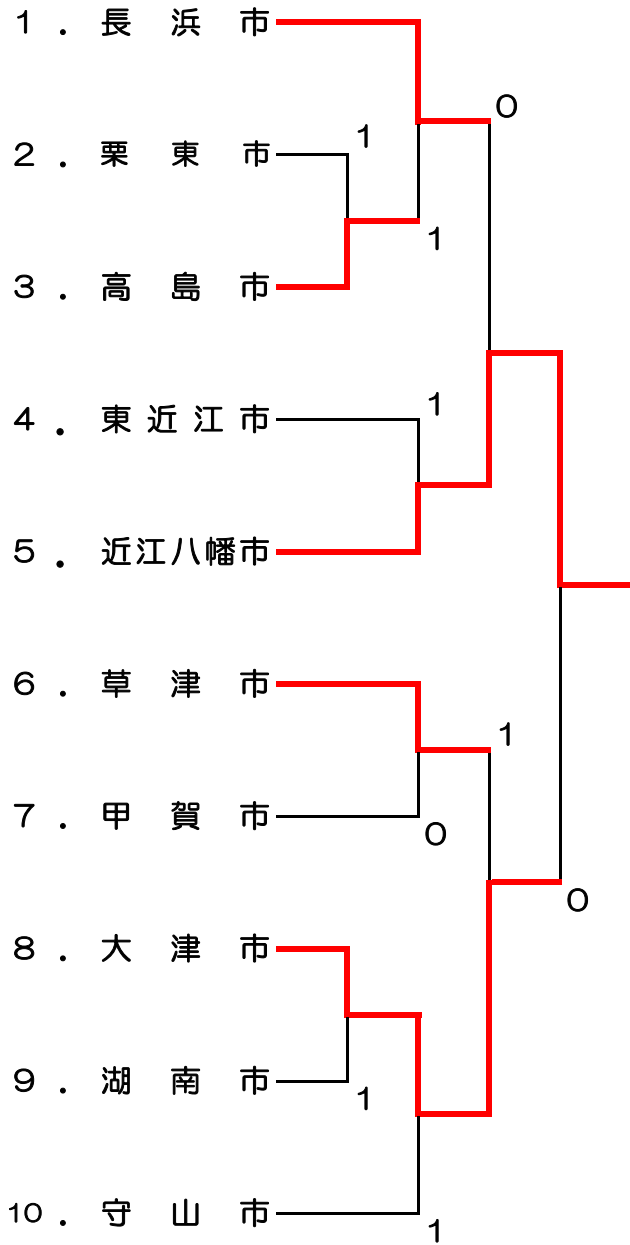 1. 長浜市
0
1
2. 栗東市
1
3. 高島市
1
4. 東近江市
5. 近江八幡市
6. 草津市
1
7. 甲賀市
0
0
8. 大津市
9. 湖南市
1
10. 守山市
1